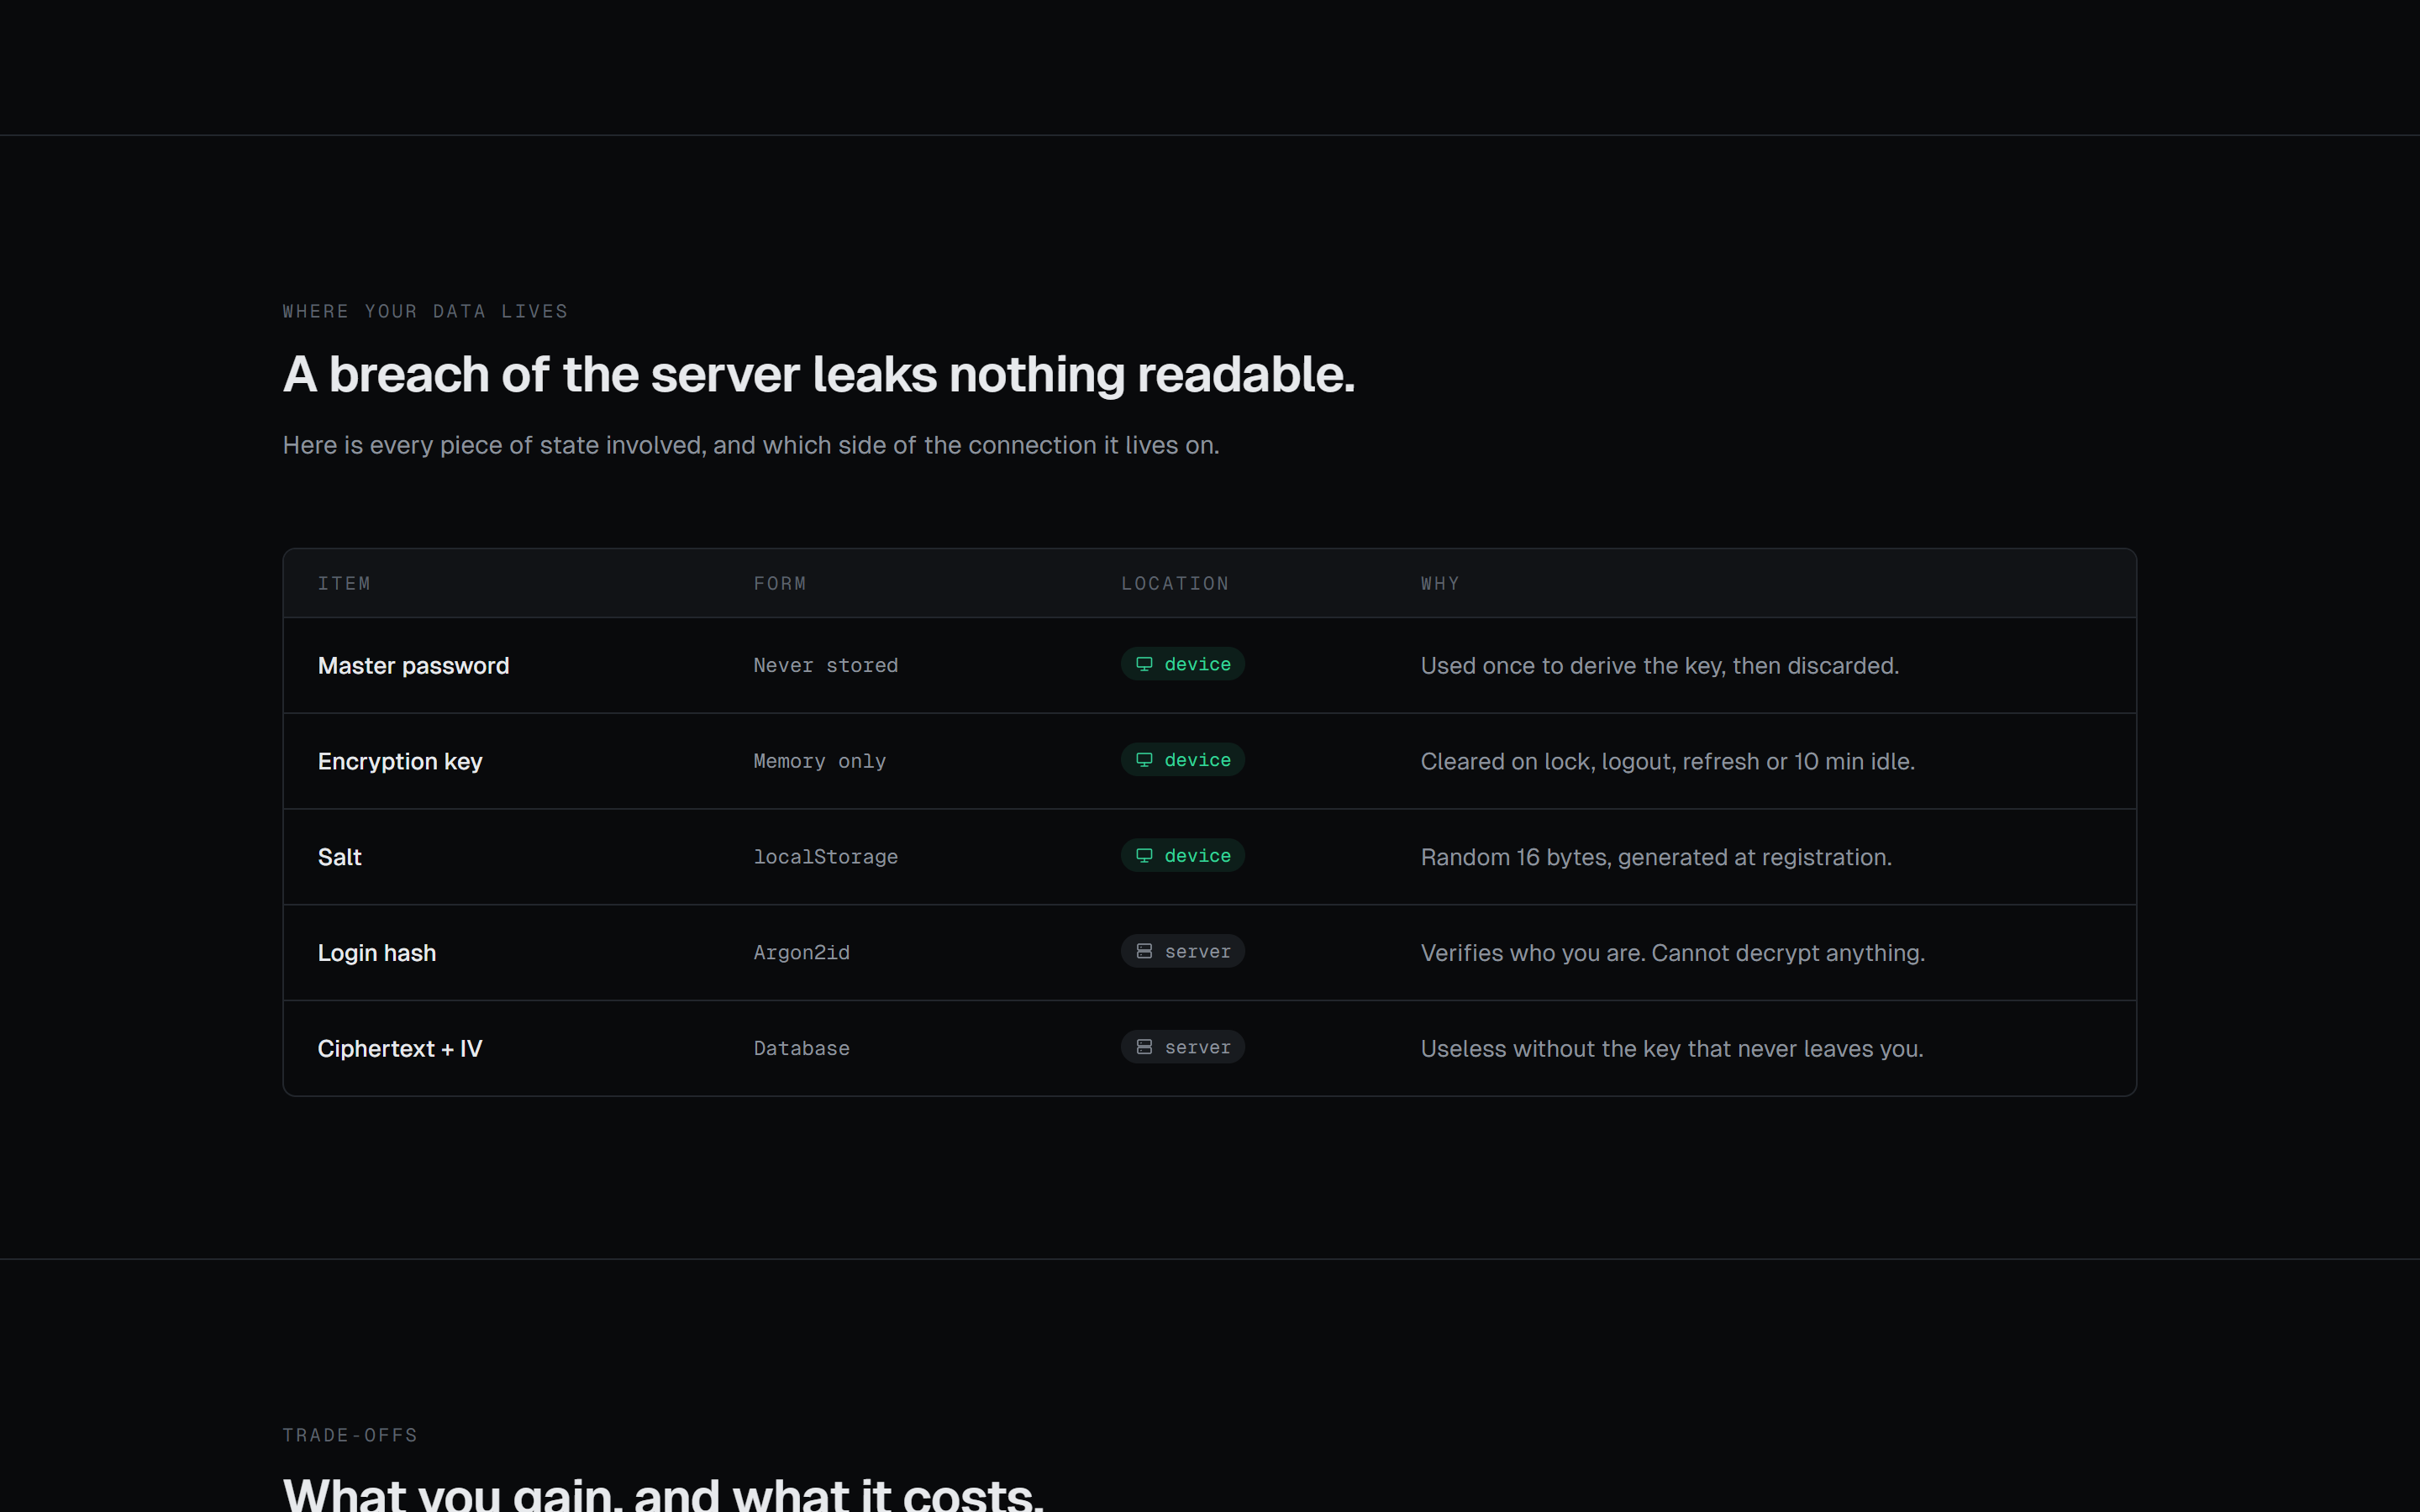 WHERE YOUR DATA LIVES
A breach of the server leaks nothing readable.
Here is every piece of state involved, and which side of the connection it lives on.
ITEM FORM LOCATION WHY
Master password Never stored device Used once to derive the key, then discarded.
Encryption key Memory only device Cleared on lock, logout, refresh or 10 min idle.
Salt localStorage device Random 16 bytes, generated at registration.
Login hash Argon2id server Verifies who you are. Cannot decrypt anything.
Ciphertext + IV Database server Useless without the key that never leaves you.
TRADE-OFFS
What you gain, and what it costs.